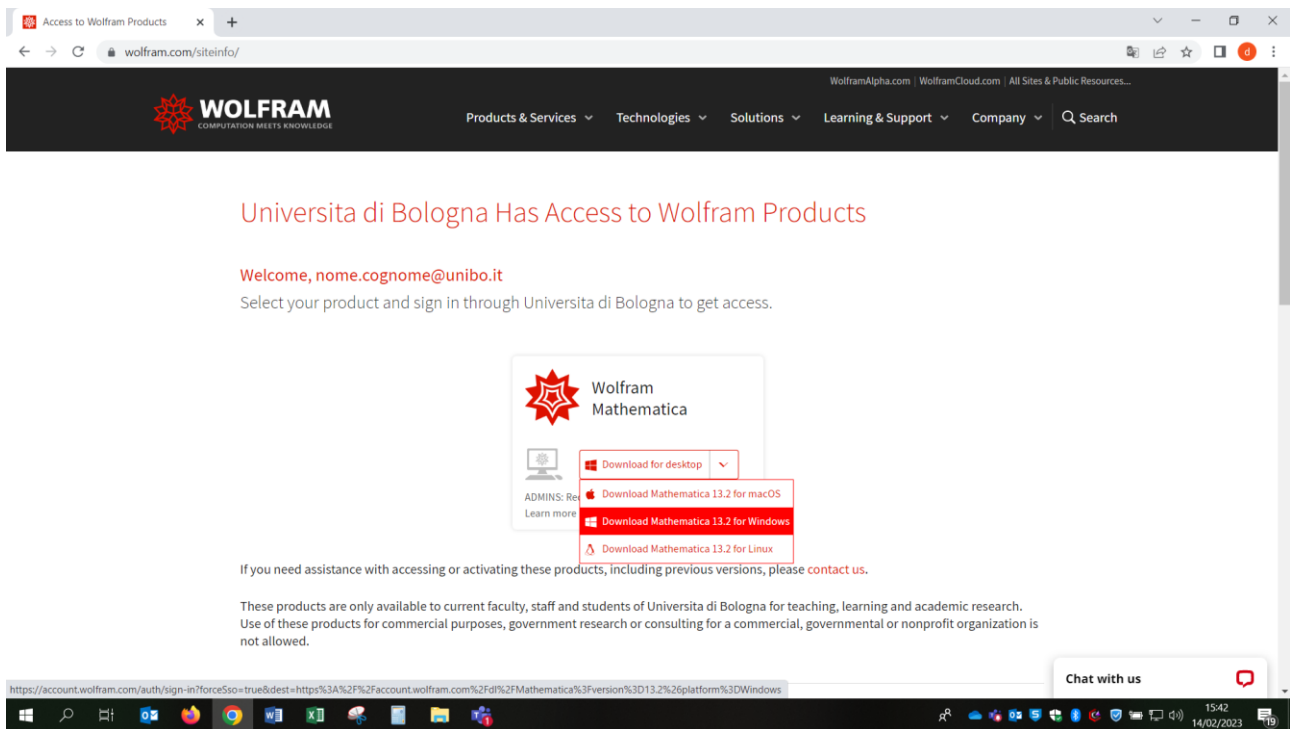 Access to Wolfram Products
wolfram.com/siteinfo/
d
WolframAlpha.com | WolframCloud.com | All Sites & Public Resources...
WOLFRAM
COMPUTATION MEETS KNOWLEDGE
Products & Services
Technologies
Solutions
Learning & Support
Company
Search
Universita di Bologna Has Access to Wolfram Products
Welcome, nome.cognome@unibo.it
Select your product and sign in through Universita di Bologna to get access.
Wolfram
Mathematica
Download for desktop
ADMINS: Re
Download Mathematica 13.2 for macOS
Learn more
Download Mathematica 13.2 for Windows
Download Mathematica 13.2 for Linux
If you need assistance with accessing or activating these products, including previous versions, please contact us.
These products are only available to current faculty, staff and students of Universita di Bologna for teaching, learning and academic research.
Use of these products for commercial purposes, government research or consulting for a commercial, governmental or nonprofit organization is
not allowed.
Chat with us
https://account.wolfram.com/auth/sign-in?forceSso=true&dest=https%3A%2F%2Faccount.wolfram.com%2Fdl%2FMathematica%3Fversion%3D13.2%26platform%3DWindows
15:42
14/02/2023
19